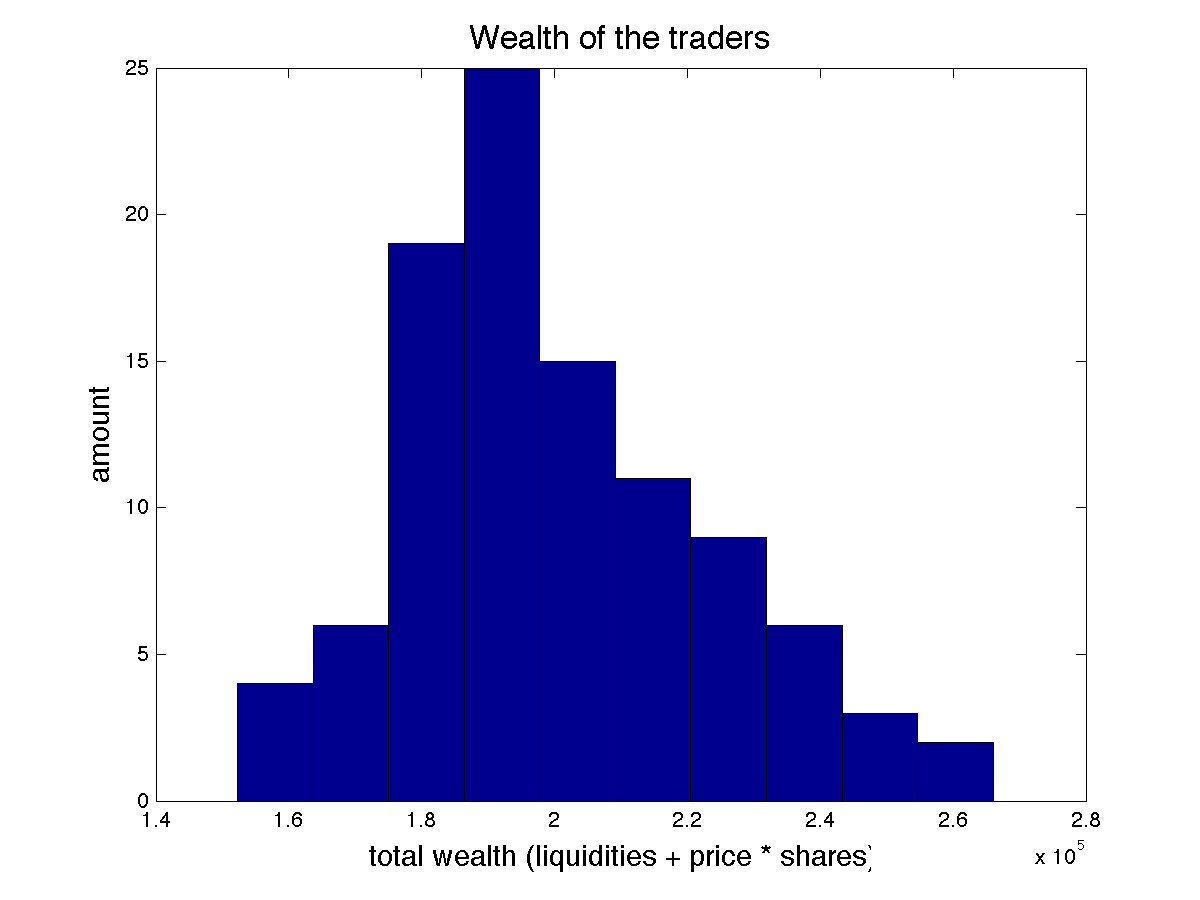 Wealth of the traders
25
20
15
10
5
0
amount
1.4 1.6 1.8 2 2.2 2.4 2.6 2.8
total wealth (liquidities + price * shares)
x 10^5